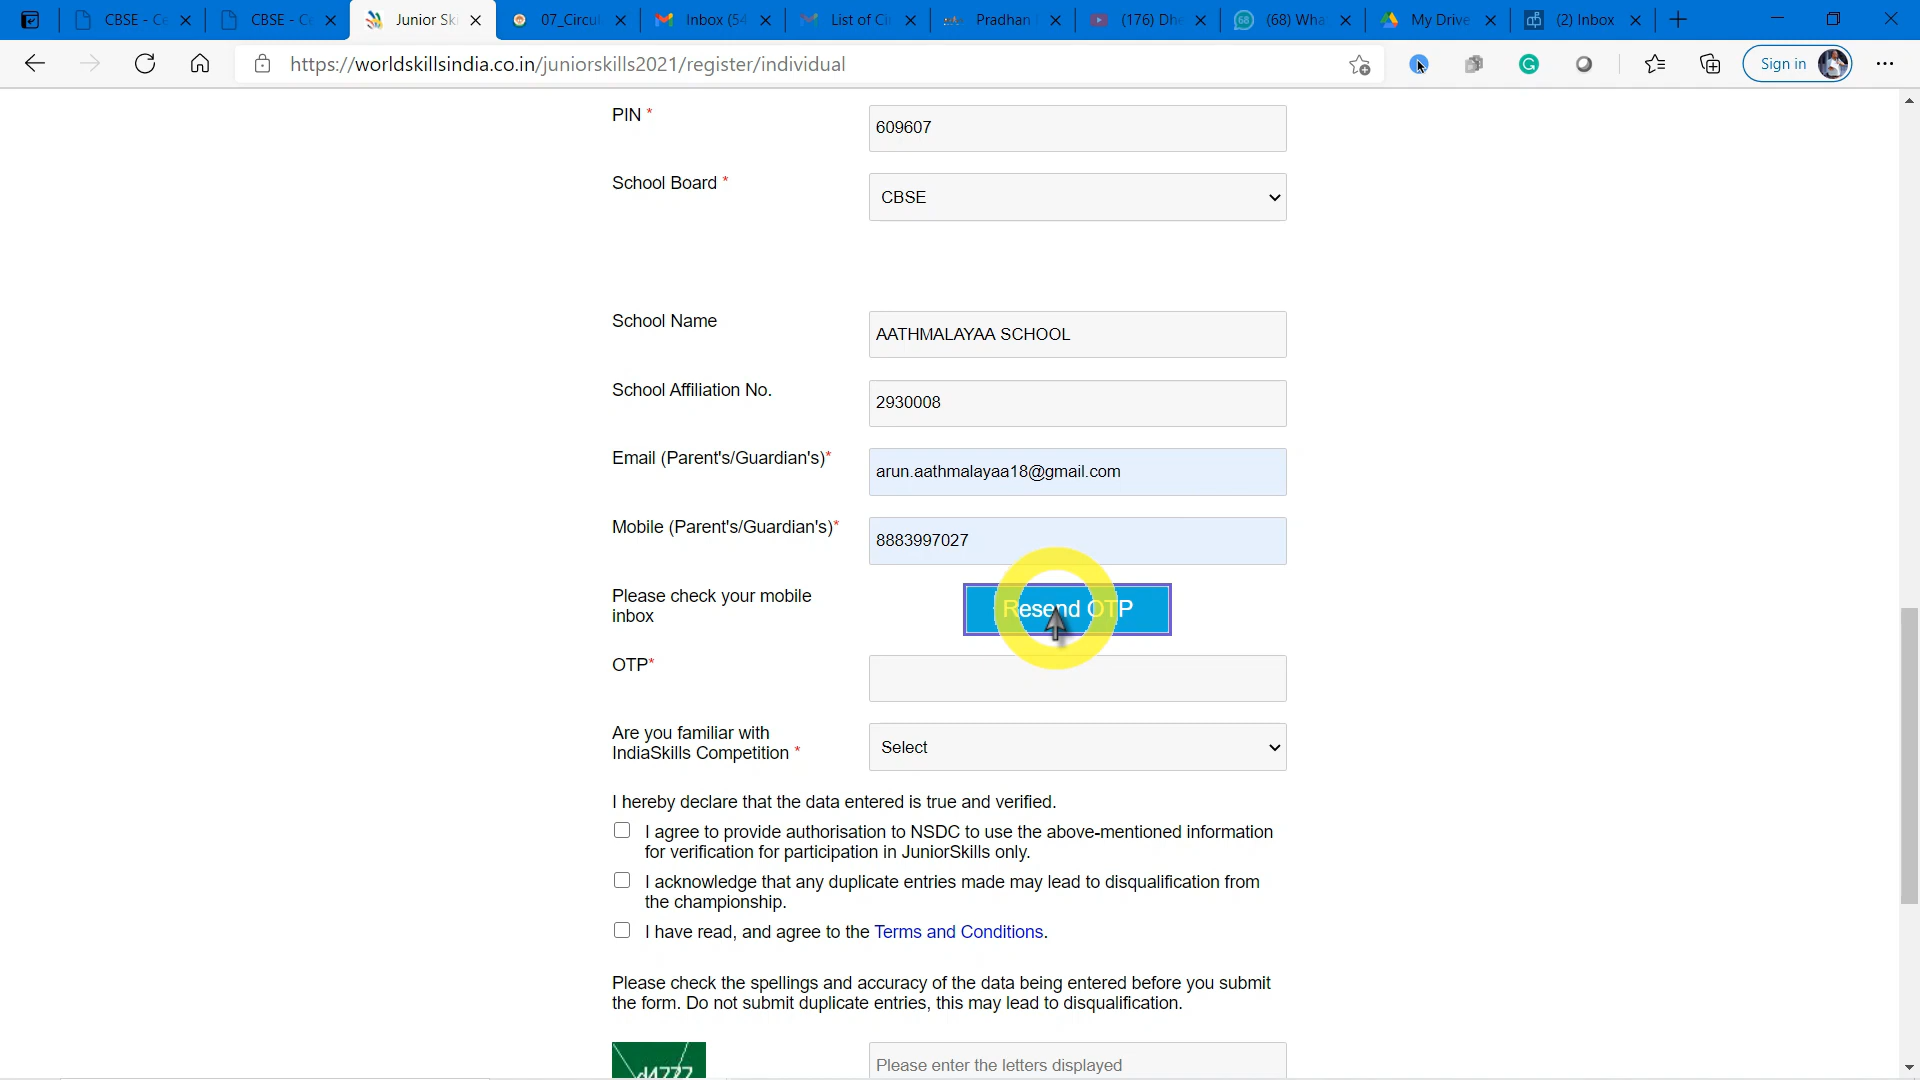 CBSE - Ce
CBSE - Ce
Junior Sk
07_Circul
Inbox (54
List of Ci
Pradhan
(176) Dhe
(68) Wha
My Drive
(2) Inbox
https://worldskillsindia.co.in/juniorskills2021/register/individual
Sign in
PIN *
609607
School Board *
CBSE
School Name
AATHMALAYAA SCHOOL
School Affiliation No.
2930008
Email (Parent's/Guardian's)*
arun.aathmalayaa18@gmail.com
Mobile (Parent's/Guardian's)*
8883997027
Please check your mobile
inbox
Resend OTP
OTP*
Are you familiar with
IndiaSkills Competition *
Select
I hereby declare that the data entered is true and verified.
I agree to provide authorisation to NSDC to use the above-mentioned information
for verification for participation in JuniorSkills only.
I acknowledge that any duplicate entries made may lead to disqualification from
the championship.
I have read, and agree to the Terms and Conditions.
Please check the spellings and accuracy of the data being entered before you submit
the form. Do not submit duplicate entries, this may lead to disqualification.
Please enter the letters displayed